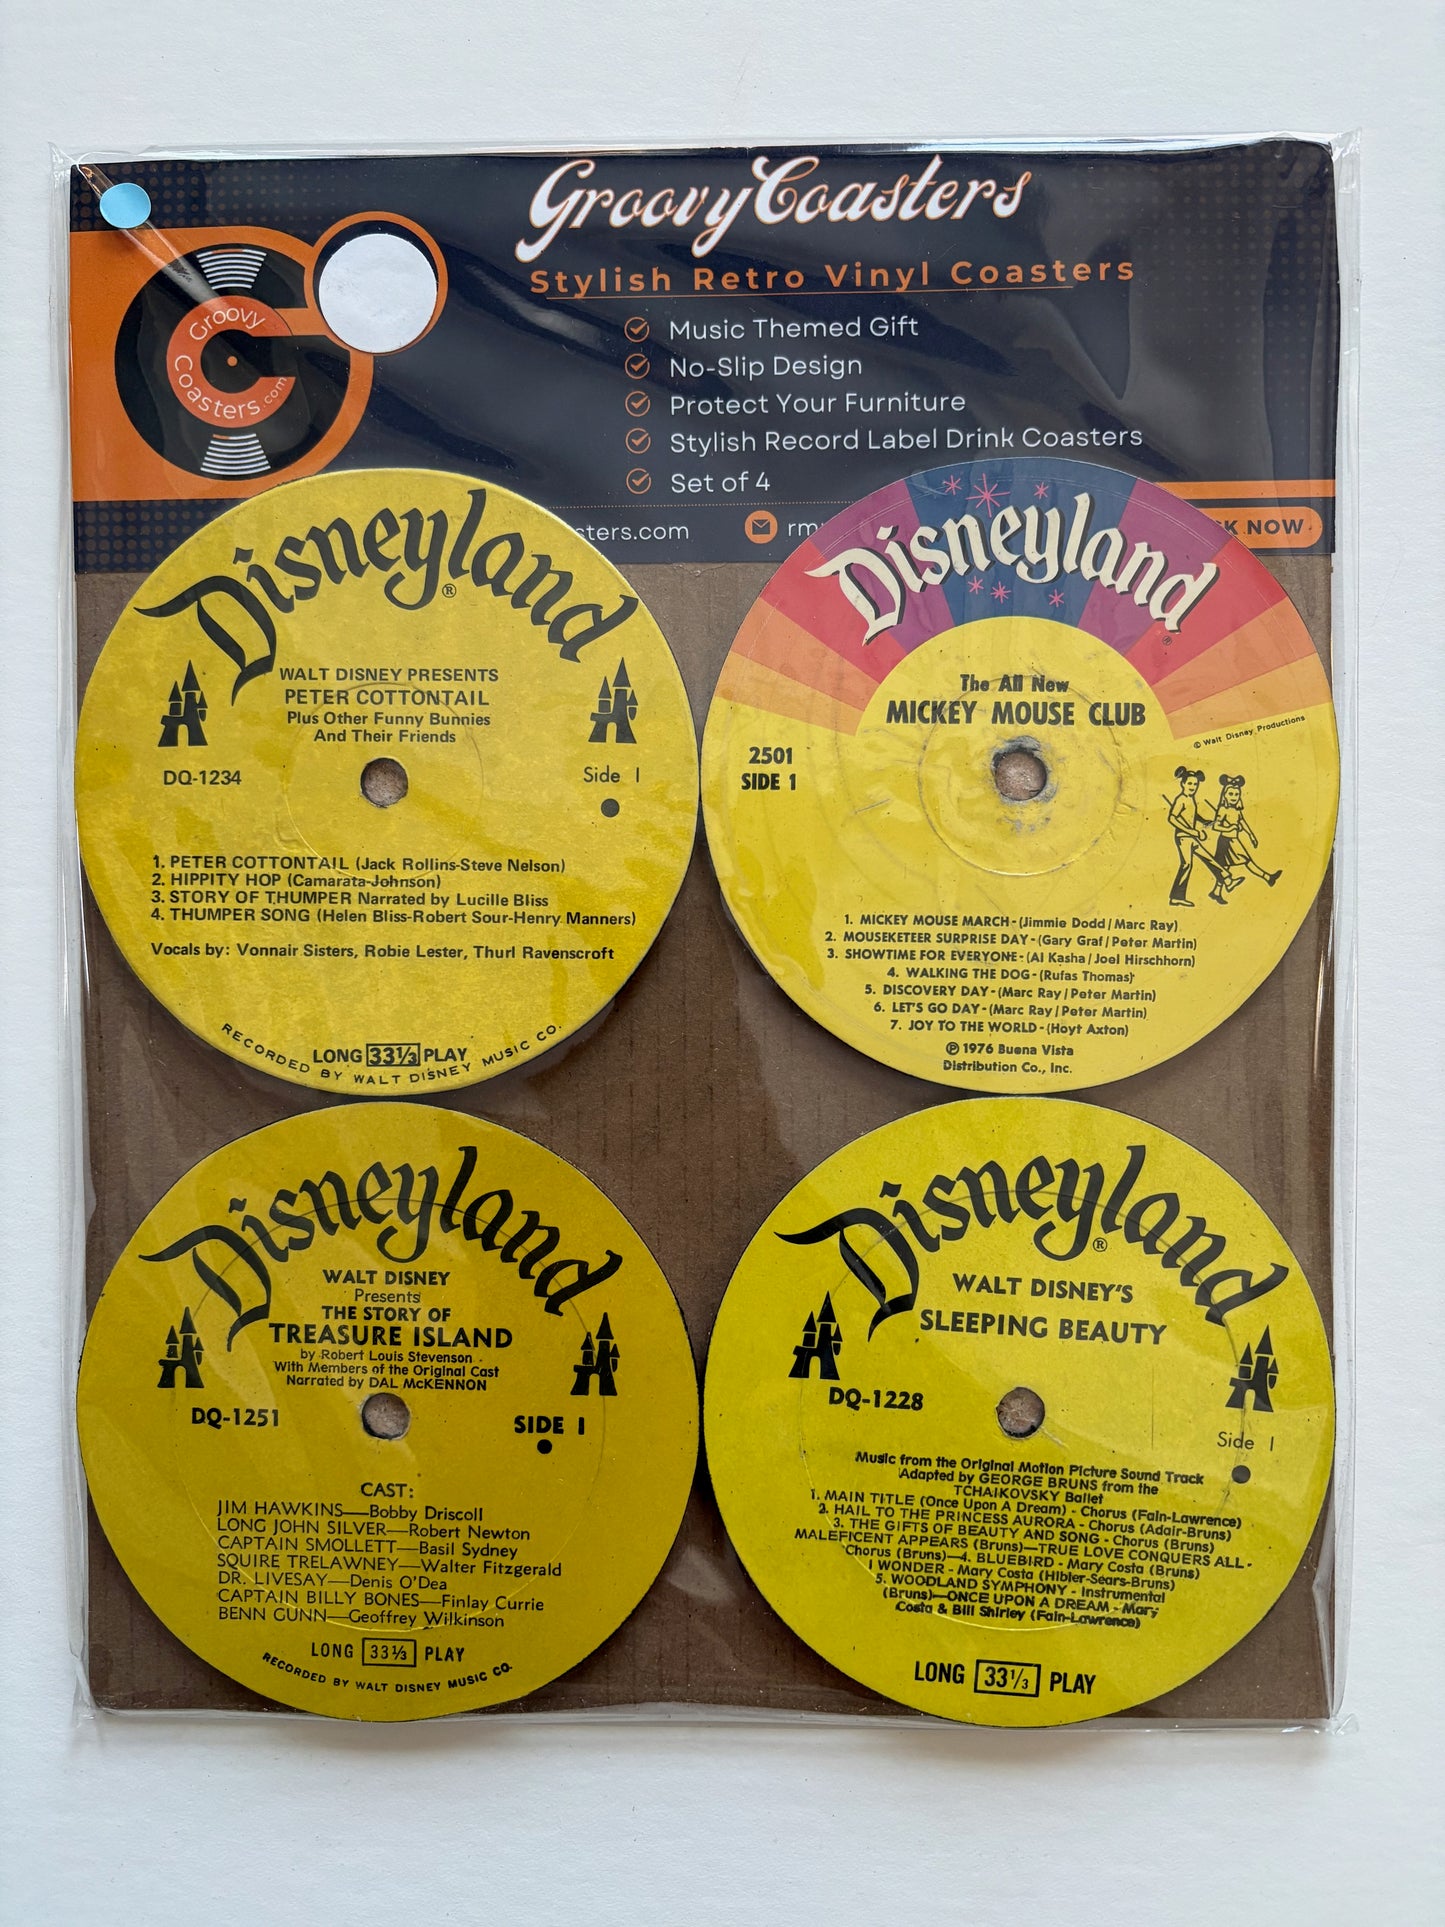 GroovyCoasters
Stylish Retro Vinyl Coasters
Groovy
Coasters.com
Music Themed Gift
No-Slip Design
Protect Your Furniture
Stylish Record Label Drink Coasters
Set of 4
sters.com
NOW
Disneyland®
WALT DISNEY PRESENTS
PETER COTTONTAIL
Plus Other Funny Bunnies
And Their Friends
DQ-1234
Side 1
1. PETER COTTONTAIL (Jack Rollins-Steve Nelson)
2. HIPPITY HOP (Camarata-Johnson)
3. STORY OF THUMPER Narrated by Lucille Bliss
4. THUMPER SONG (Helen Bliss-Robert Sour-Henry Manners)
Vocals by: Vonnair Sisters, Robie Lester, Thurl Ravenscroft
LONG 33⅓ PLAY
RECORDED BY WALT DISNEY MUSIC CO.
Disneyland®
The All New
MICKEY MOUSE CLUB
© Walt Disney Productions
2501
SIDE 1
1. MICKEY MOUSE MARCH - (Jimmie Dodd / Marc Ray)
2. MOUSEKETEER SURPRISE DAY - (Gary Graf / Peter Martin)
3. SHOWTIME FOR EVERYONE - (Al Kasha / Joel Hirschhorn)
4. WALKING THE DOG - (Rufas Thomas)
5. DISCOVERY DAY - (Marc Ray / Peter Martin)
6. LET'S GO DAY - (Marc Ray / Peter Martin)
7. JOY TO THE WORLD - (Hoyt Axton)
℗ 1976 Buena Vista
Distribution Co., Inc.
Disneyland
WALT DISNEY
Presents
THE STORY OF
TREASURE ISLAND
by Robert Louis Stevenson
With Members of the Original Cast
Narrated by DAL McKENNON
DQ-1251
SIDE 1
CAST:
JIM HAWKINS—Bobby Driscoll
LONG JOHN SILVER—Robert Newton
CAPTAIN SMOLLETT—Basil Sydney
SQUIRE TRELAWNEY—Walter Fitzgerald
DR. LIVESAY—Denis O'Dea
CAPTAIN BILLY BONES—Finlay Currie
BENN GUNN—Geoffrey Wilkinson
LONG 33⅓ PLAY
RECORDED BY WALT DISNEY MUSIC CO.
Disneyland®
WALT DISNEY'S
SLEEPING BEAUTY
DQ-1228
Side 1
Music from the Original Motion Picture Sound Track
Adapted by GEORGE BRUNS from the
TCHAIKOVSKY Ballet
1. MAIN TITLE (Once Upon A Dream) - Chorus (Fain-Lawrence)
2. HAIL TO THE PRINCESS AURORA - Chorus (Adair-Bruns)
3. THE GIFTS OF BEAUTY AND SONG - Chorus (Bruns)
MALEFICENT APPEARS (Bruns)—TRUE LOVE CONQUERS ALL -
Chorus (Bruns)—4. BLUEBIRD - Mary Costa (Bruns)
I WONDER - Mary Costa (Hibler-Sears-Bruns)
5. WOODLAND SYMPHONY - Instrumental
(Bruns)—ONCE UPON A DREAM - Mary
Costa & Bill Shirley (Fain-Lawrence)
LONG 33⅓ PLAY